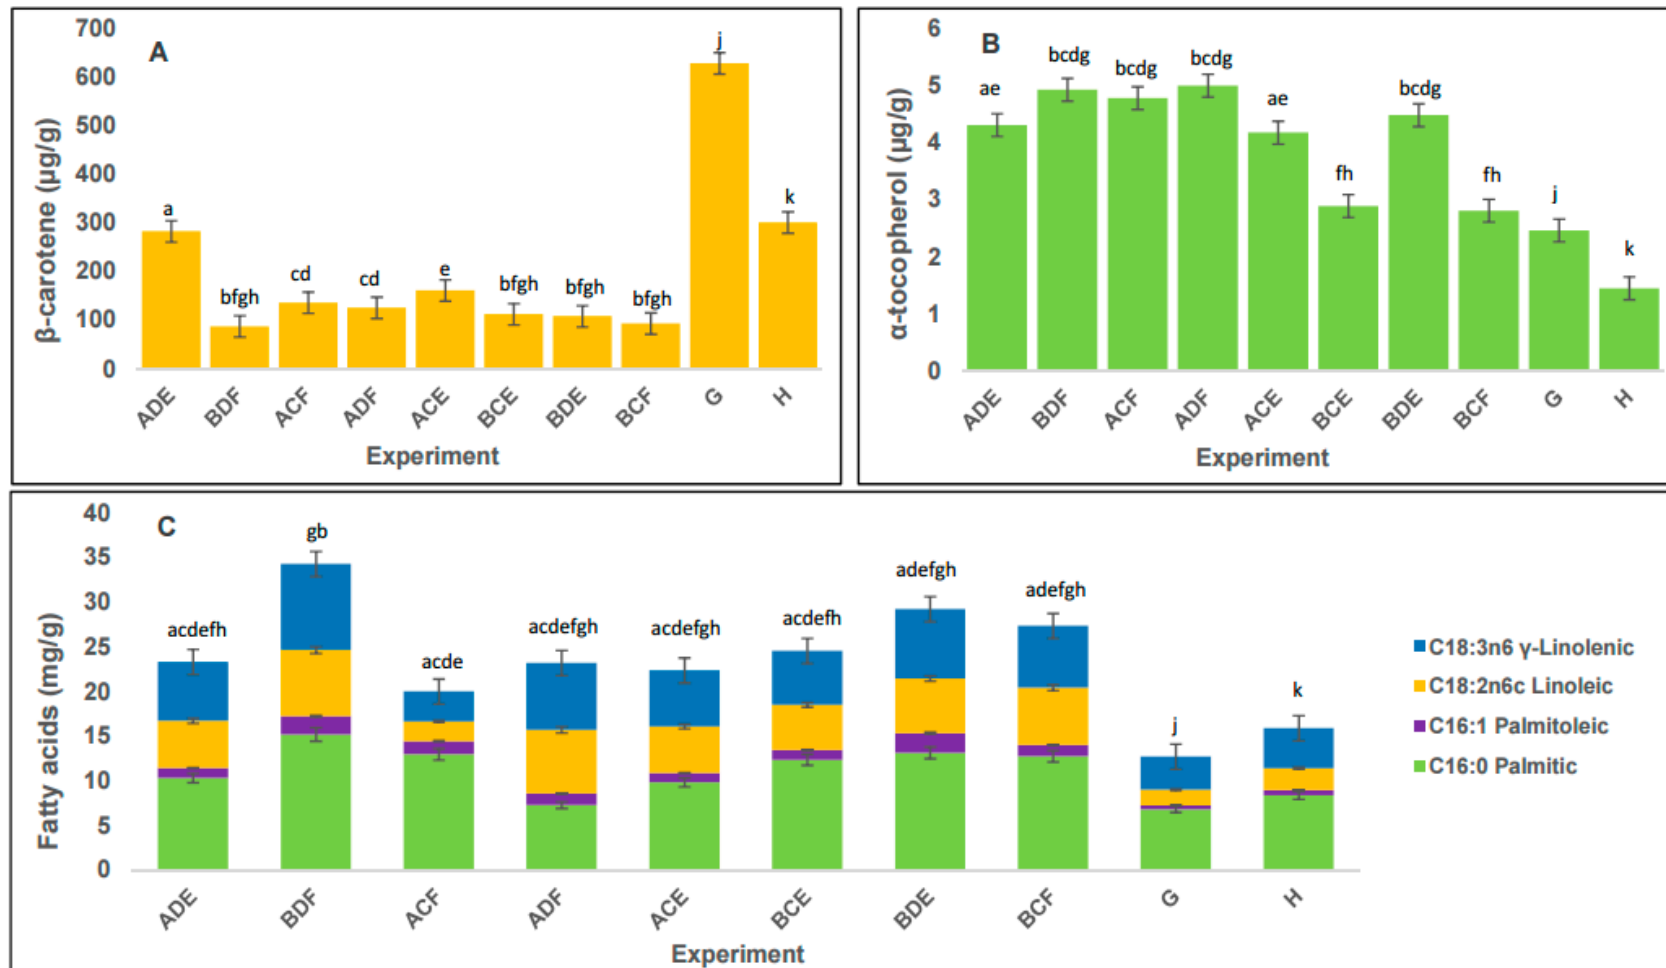 A
700
600
500
400
300
200
100
0
β-carotene (µg/g)
a
bfgh
cd
cd
e
bfgh
bfgh
bfgh
j
k
ADE
BDF
ACF
ADF
ACE
BCE
BDE
BCF
G
H
Experiment
B
6
5
4
3
2
1
0
α-tocopherol (µg/g)
ae
bcdg
bcdg
bcdg
ae
fh
bcdg
fh
j
k
ADE
BDF
ACF
ADF
ACE
BCE
BDE
BCF
G
H
Experiment
C
40
35
30
25
20
15
10
5
0
Fatty acids (mg/g)
acdefh
gb
acde
acdefgh
acdefgh
acdefh
adefgh
adefgh
j
k
ADE
BDF
ACF
ADF
ACE
BCE
BDE
BCF
G
H
Experiment
C18:3n6 γ-Linolenic
C18:2n6c Linoleic
C16:1 Palmitoleic
C16:0 Palmitic